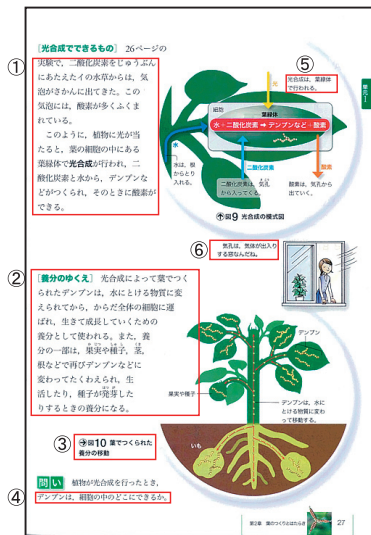 ①
[光合成でできるもの] 26ページの
実験で，二酸化炭素をじゅうぶん
にあたえたイの水草からは，気
泡がさかんに出てきた。この
気泡には，酸素が多くふくま
れている。
このように，植物に光が当
たると，葉の細胞の中にある
葉緑体で光合成が行われ，二
酸化炭素と水から，デンプンな
どがつくられ，そのときに酸素が
できる。
⑤
光合成は，葉緑体
で行われる。
光
細胞
葉緑体
水＋二酸化炭素→デンプンなど＋酸素
水
水は，根
からとり
入れる。
二酸化炭素
二酸化炭素は，気孔
から入ってくる。
酸素
酸素は，気孔から
出ていく。
図9 光合成の模式図
単元1
⑥
気孔は，気体が出入り
する窓なんだね。
②
[養分のゆくえ] 光合成によって葉でつく
られたデンプンは，水にとける物質に変
えられてから，からだ全体の細胞に運
ばれ，生きて成長していくための
養分として使われる。また，養
分の一部は，果実や種子，茎，
根などで再びデンプンなどに
変わってたくわえられ，生
活したり，種子が発芽した
りするときの養分になる。
デンプン
果実や種子
デンプンは，水に
とける物質に変わ
って移動する。
いも
③
図10 葉でつくられた
養分の移動
④
問い 植物が光合成を行ったとき，
デンプンは，細胞の中のどこにできるか。
第2章 葉のつくりとはたらき 27